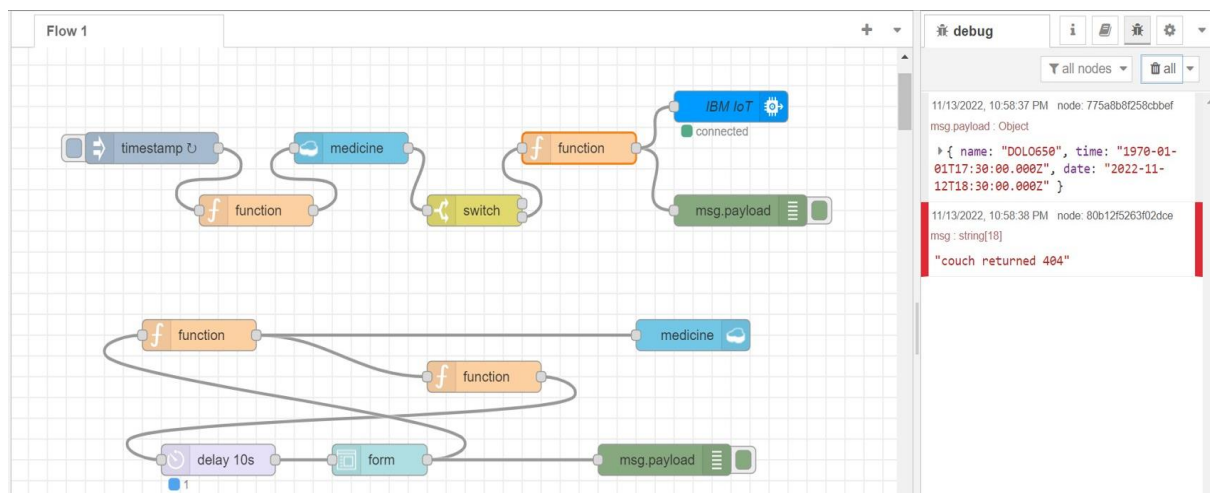 Flow 1
debug
i
all nodes
all
11/13/2022, 10:58:37 PM node: 775a8b8f258cbbef
msg.payload : Object
{ name: "DOLO650", time: "1970-01-
01T17:30:00.000Z", date: "2022-11-
12T18:30:00.000Z" }
11/13/2022, 10:58:38 PM node: 80b12f5263f02dce
msg : string[18]
"couch returned 404"
IBM IoT
connected
timestamp ↻
medicine
f function
f function
switch
msg.payload
f function
medicine
f function
delay 10s
form
msg.payload
1